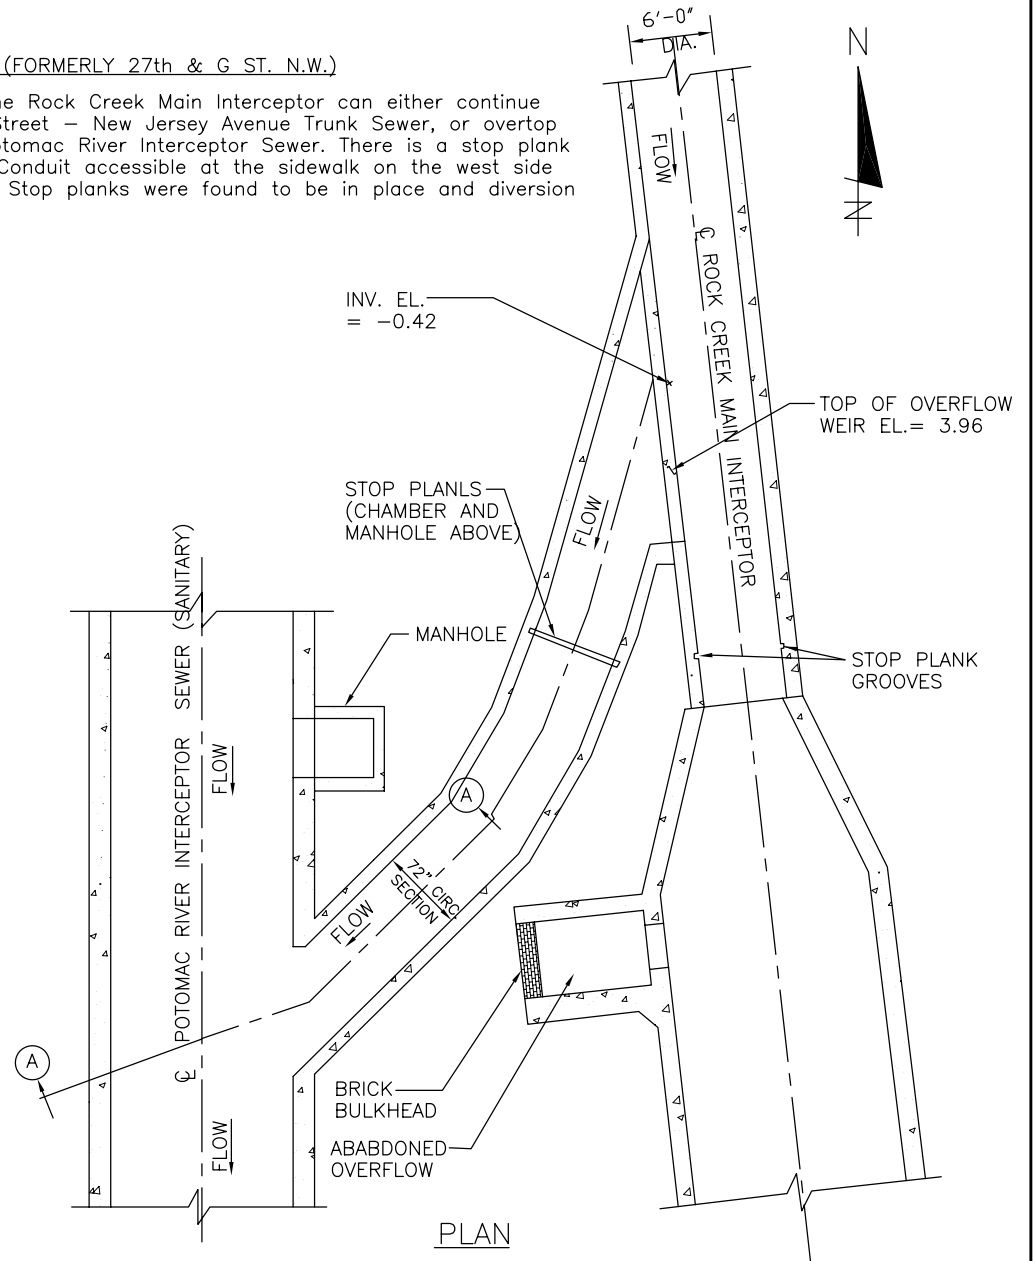 6'-0"
DIA.
N
(FORMERLY 27th & G ST. N.W.)
he Rock Creek Main Interceptor can either continue
Street – New Jersey Avenue Trunk Sewer, or overtop
otomac River Interceptor Sewer. There is a stop plank
Conduit accessible at the sidewalk on the west side
Stop planks were found to be in place and diversion
FLOW
N
℄ ROCK CREEK MAIN INTERCEPTOR
INV. EL.
= -0.42
TOP OF OVERFLOW
WEIR EL.= 3.96
STOP PLANLS
(CHAMBER AND
MANHOLE ABOVE)
FLOW
℄ POTOMAC RIVER INTERCEPTOR SEWER (SANITARY)
MANHOLE
STOP PLANK
GROOVES
FLOW
A
72" CIRC.
SECTION
FLOW
A
BRICK
BULKHEAD
ABABDONED
OVERFLOW
FLOW
PLAN